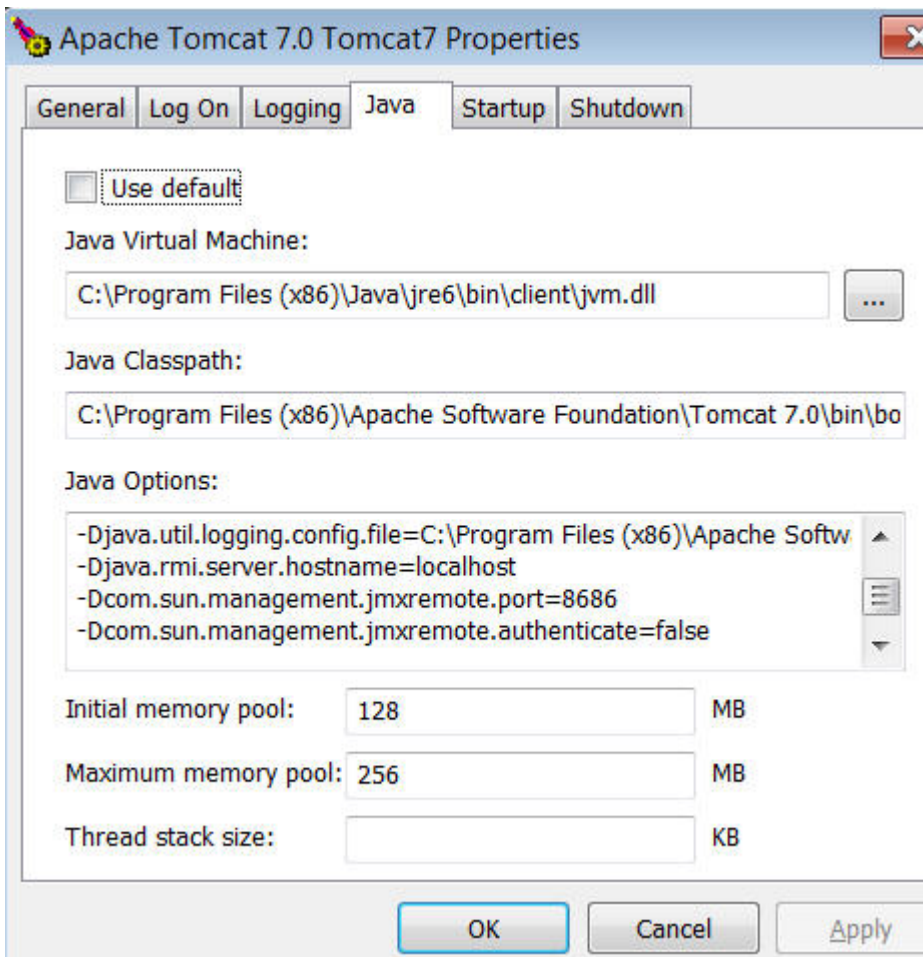 Apache Tomcat 7.0 Tomcat7 Properties
General Log On Logging Java Startup Shutdown
Use default
Java Virtual Machine:
C:\Program Files (x86)\Java\jre6\bin\client\jvm.dll
...
Java Classpath:
C:\Program Files (x86)\Apache Software Foundation\Tomcat 7.0\bin\bo
Java Options:
-Djava.util.logging.config.file=C:\Program Files (x86)\Apache Softw
-Djava.rmi.server.hostname=localhost
-Dcom.sun.management.jmxremote.port=8686
-Dcom.sun.management.jmxremote.authenticate=false
Initial memory pool: 128 MB
Maximum memory pool: 256 MB
Thread stack size: KB
OK Cancel Apply